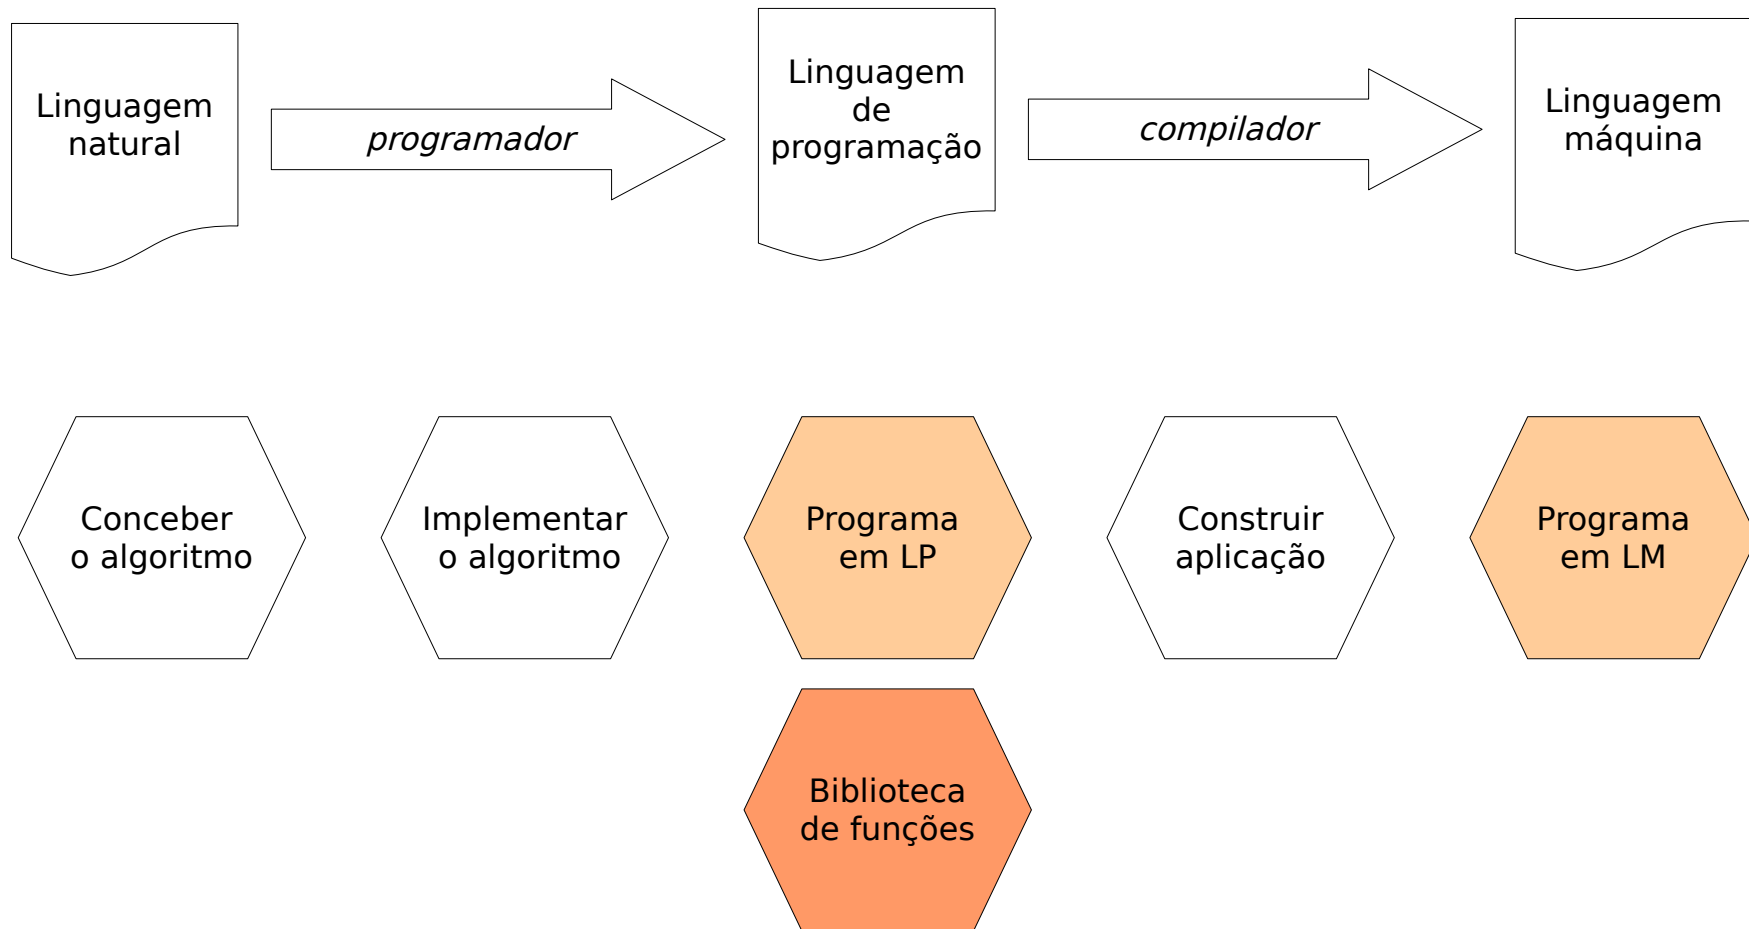 Linguagem
natural
programador
Linguagem
de
programação
compilador
Linguagem
máquina
Conceber
o algoritmo
Implementar
o algoritmo
Programa
em LP
Construir
aplicação
Programa
em LM
Biblioteca
de funções